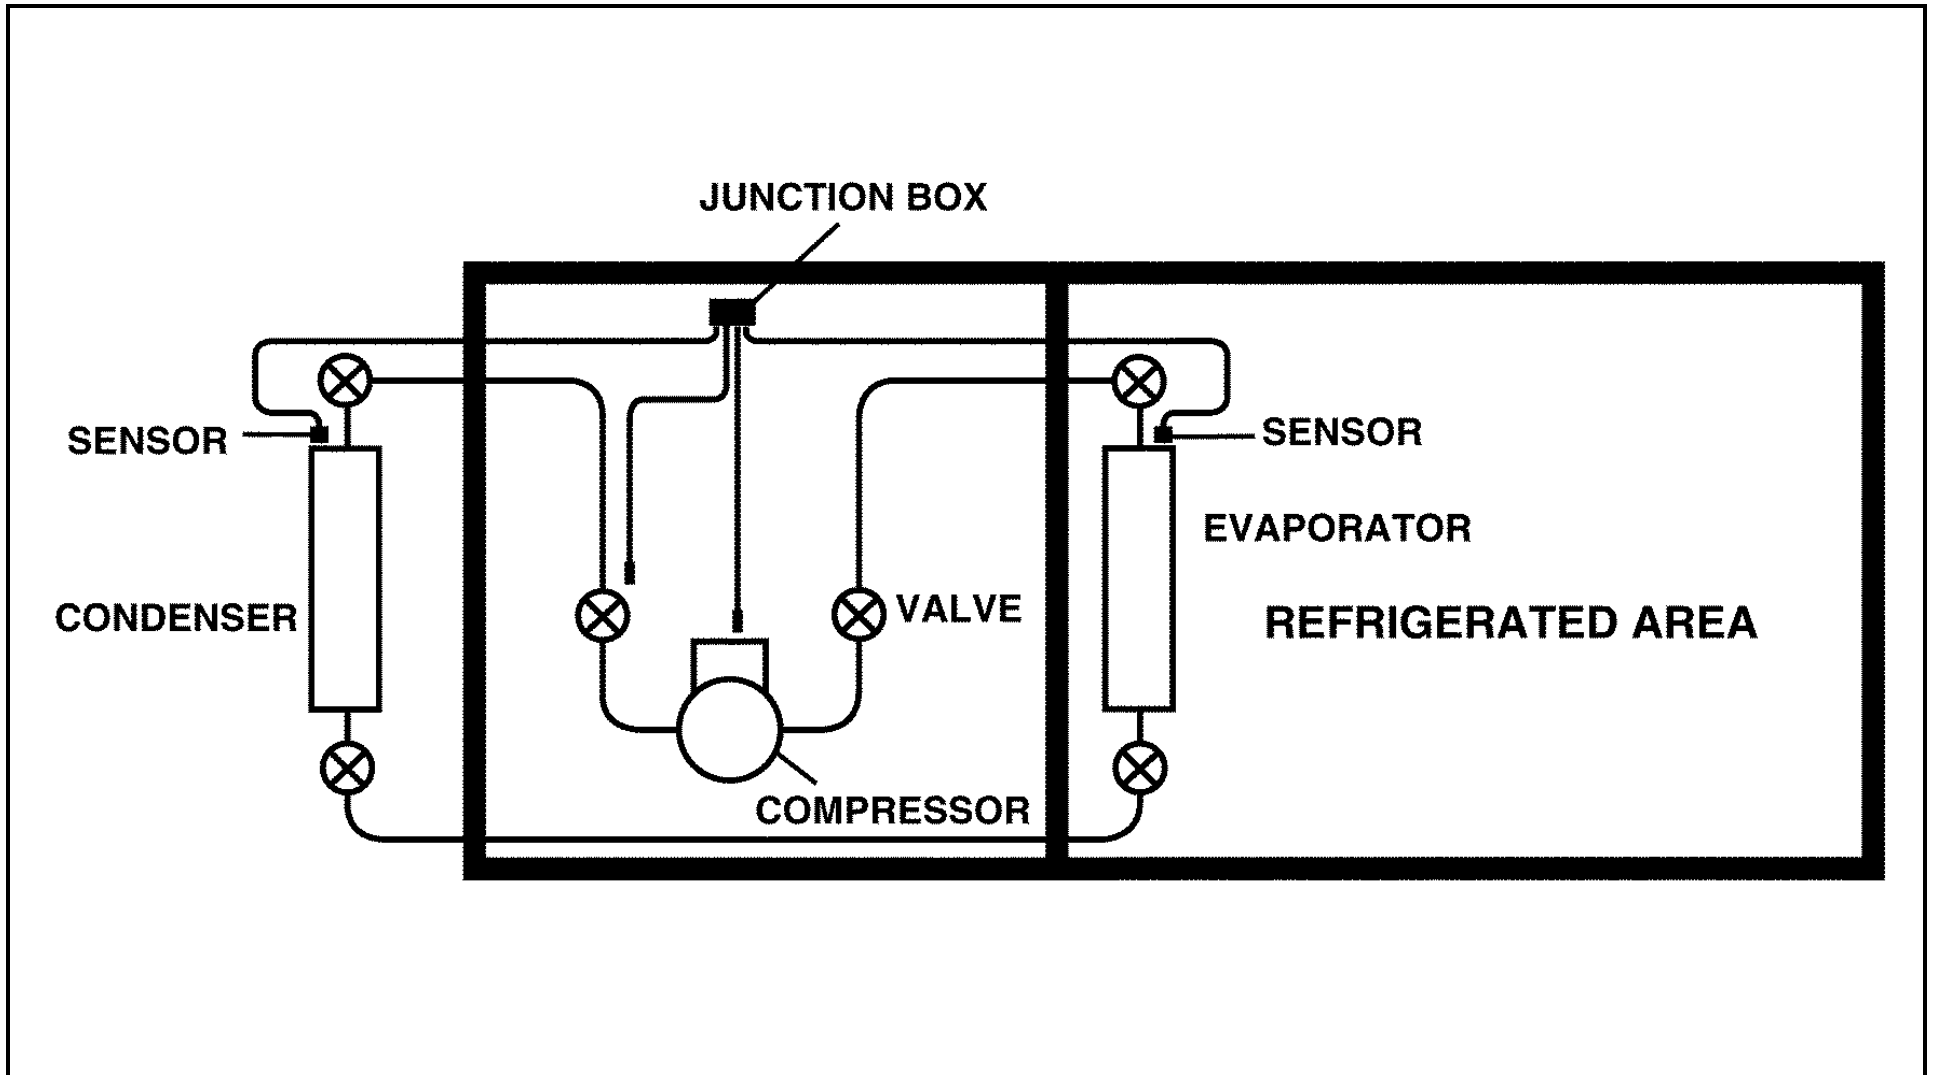 JUNCTION BOX
SENSOR
SENSOR
EVAPORATOR
CONDENSER
VALVE
REFRIGERATED AREA
COMPRESSOR